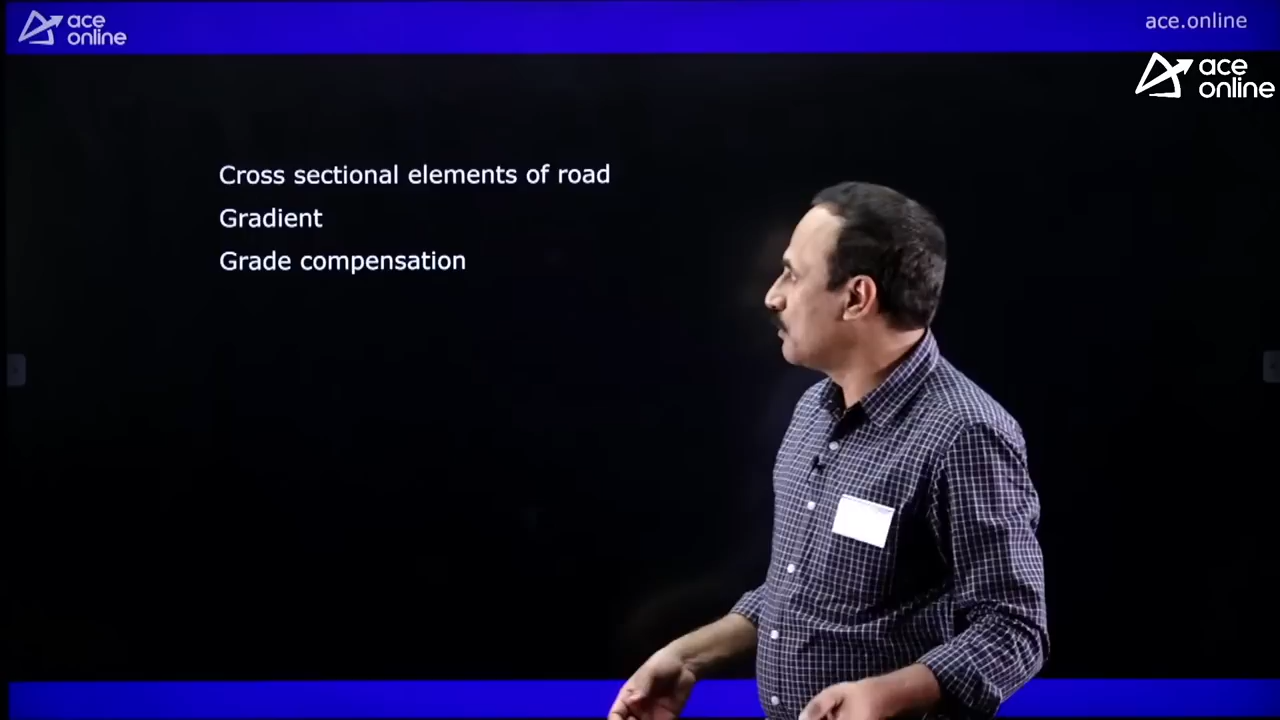 ace online
ace.online
ace online
Cross sectional elements of road
Gradient
Grade compensation